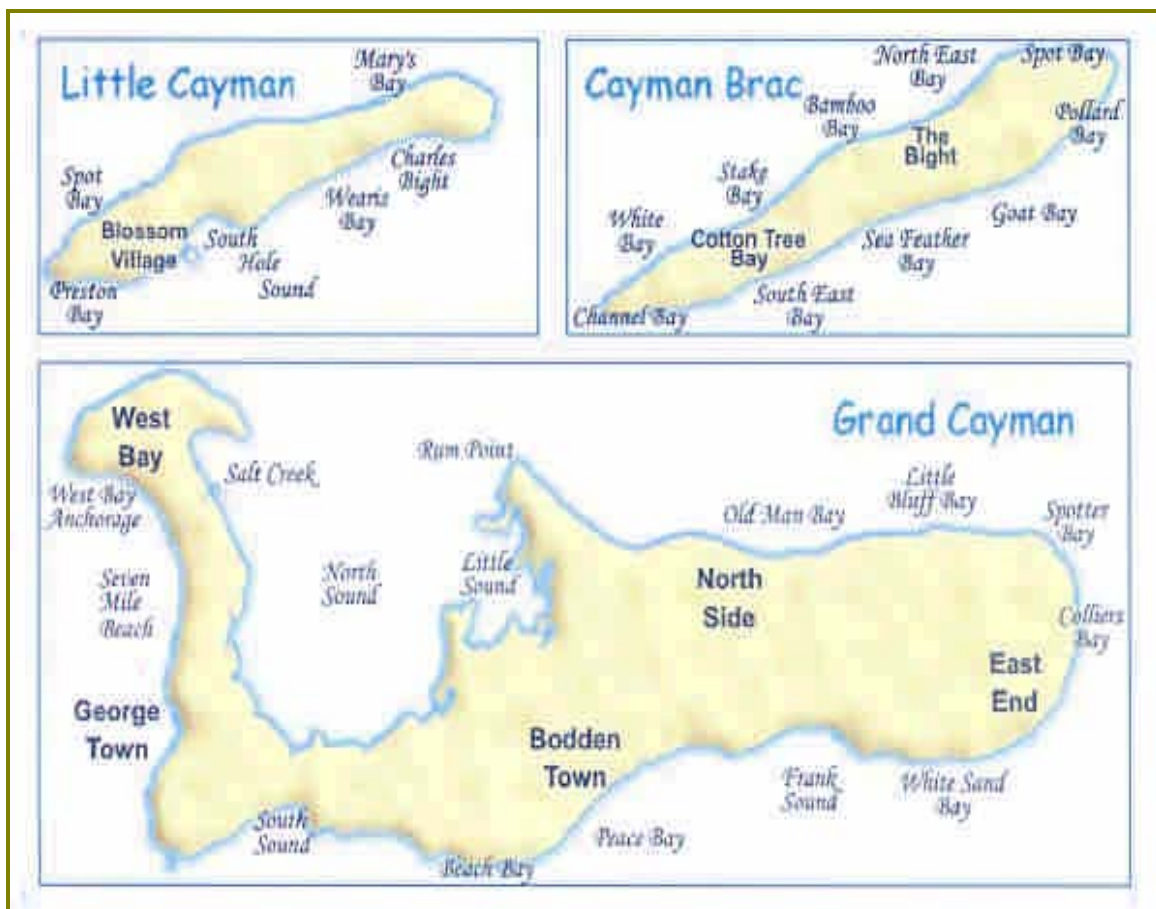 Little Cayman
Mary's
Bay
Spot
Bay
Charles
Bight
Wearis
Bay
Blossom
Village
South
Hole
Sound
Preston
Bay
Cayman Brac
North East
Bay
Spot Bay
Bamboo
Bay
Pollard
Bay
The
Bight
Stake
Bay
Goat Bay
White
Bay
Cotton Tree
Bay
Sea Feather
Bay
South East
Bay
Channel Bay
Grand Cayman
West
Bay
Rum Point
Salt Creek
West Bay
Anchorage
Little
Bluff Bay
Old Man Bay
Spotter
Bay
Seven
Mile
Beach
North
Sound
Little
Sound
North
Side
Colliers
Bay
East
End
George
Town
Bodden
Town
Frank
Sound
White Sand
Bay
South
Sound
Peace Bay
Beach Bay